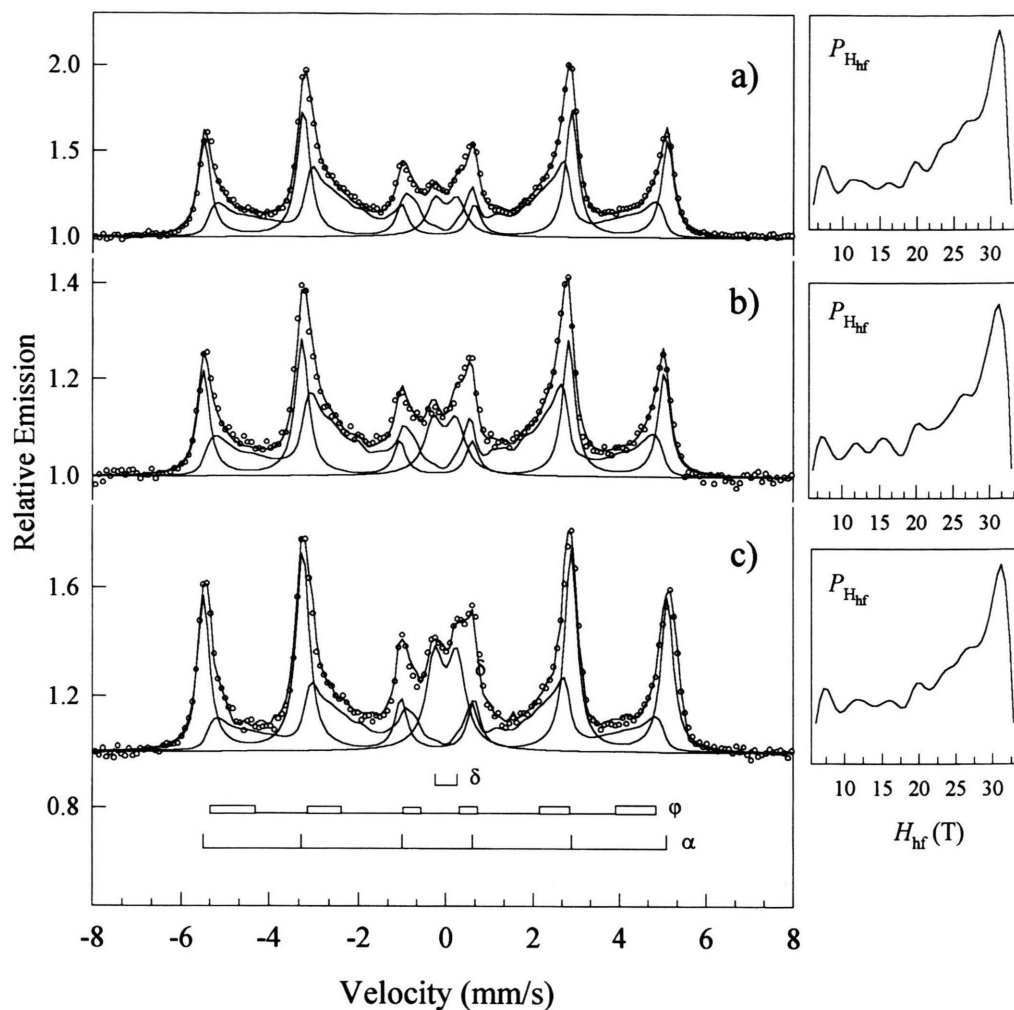 a)
2.0
1.5
1.0
Relative Emission
b)
1.4
1.2
1.0
c)
1.6
1.2
0.8
δ
δ
φ
α
-8 -6 -4 -2 0 2 4 6 8
Velocity (mm/s)
P_Hhf
10 15 20 25 30
P_Hhf
10 15 20 25 30
P_Hhf
10 15 20 25 30
H_hf (T)